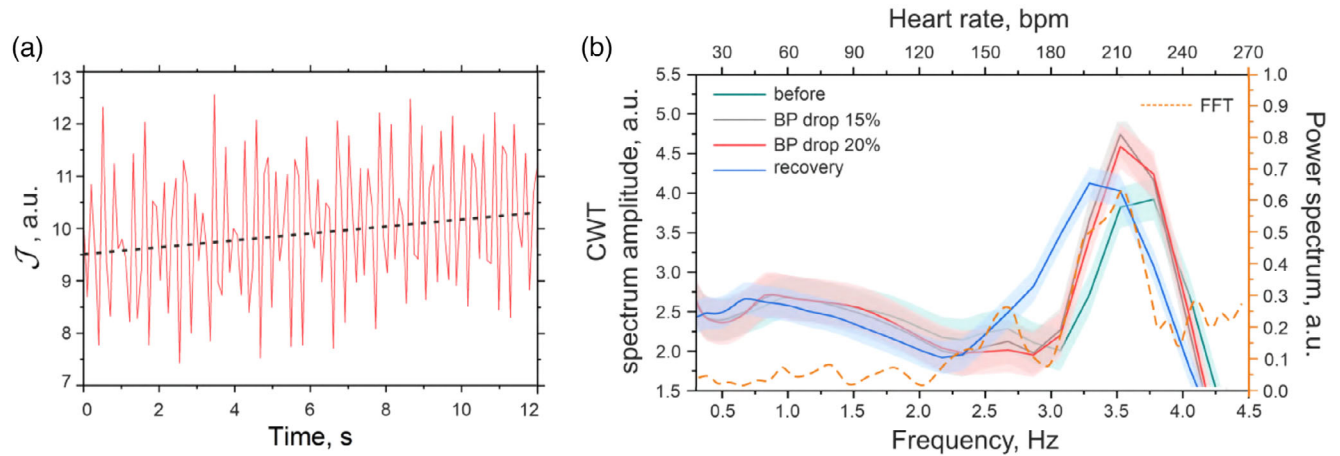 (a)
13
12
11
10
9
8
7
𝒥, a.u.
0 2 4 6 8 10 12
Time, s
(b)
Heart rate, bpm
30 60 90 120 150 180 210 240 270
5.5
5.0
4.5
4.0
3.5
3.0
2.5
2.0
1.5
CWT
spectrum amplitude, a.u.
before
BP drop 15%
BP drop 20%
recovery
FFT
1.0
0.9
0.8
0.7
0.6
0.5
0.4
0.3
0.2
0.1
0.0
Power spectrum, a.u.
0.5 1.0 1.5 2.0 2.5 3.0 3.5 4.0 4.5
Frequency, Hz